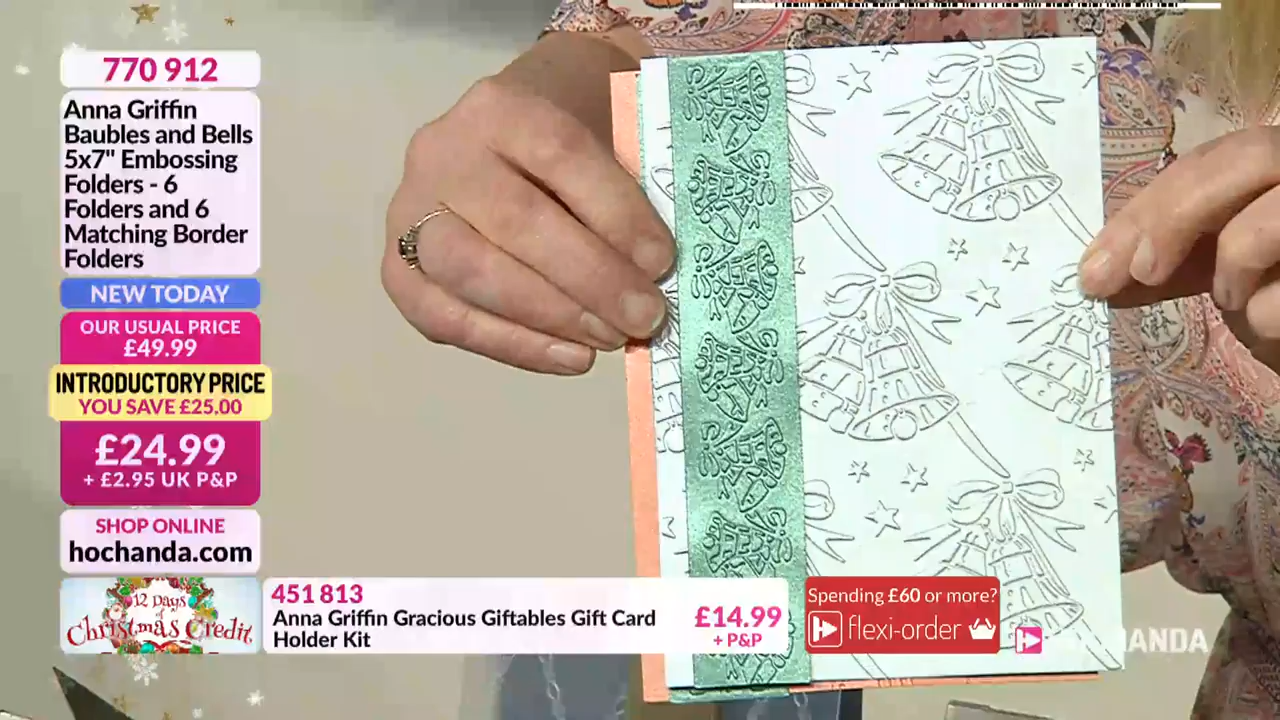 770 912
Anna Griffin
Baubles and Bells
5x7" Embossing
Folders - 6
Folders and 6
Matching Border
Folders
NEW TODAY
OUR USUAL PRICE
£49.99
INTRODUCTORY PRICE
YOU SAVE £25.00
£24.99
+ £2.95 UK P&P
SHOP ONLINE
hochanda.com
12 Days
of
Christmas Credit
451 813
Anna Griffin Gracious Giftables Gift Card
Holder Kit
£14.99
+ P&P
Spending £60 or more?
flexi-order
HANDA